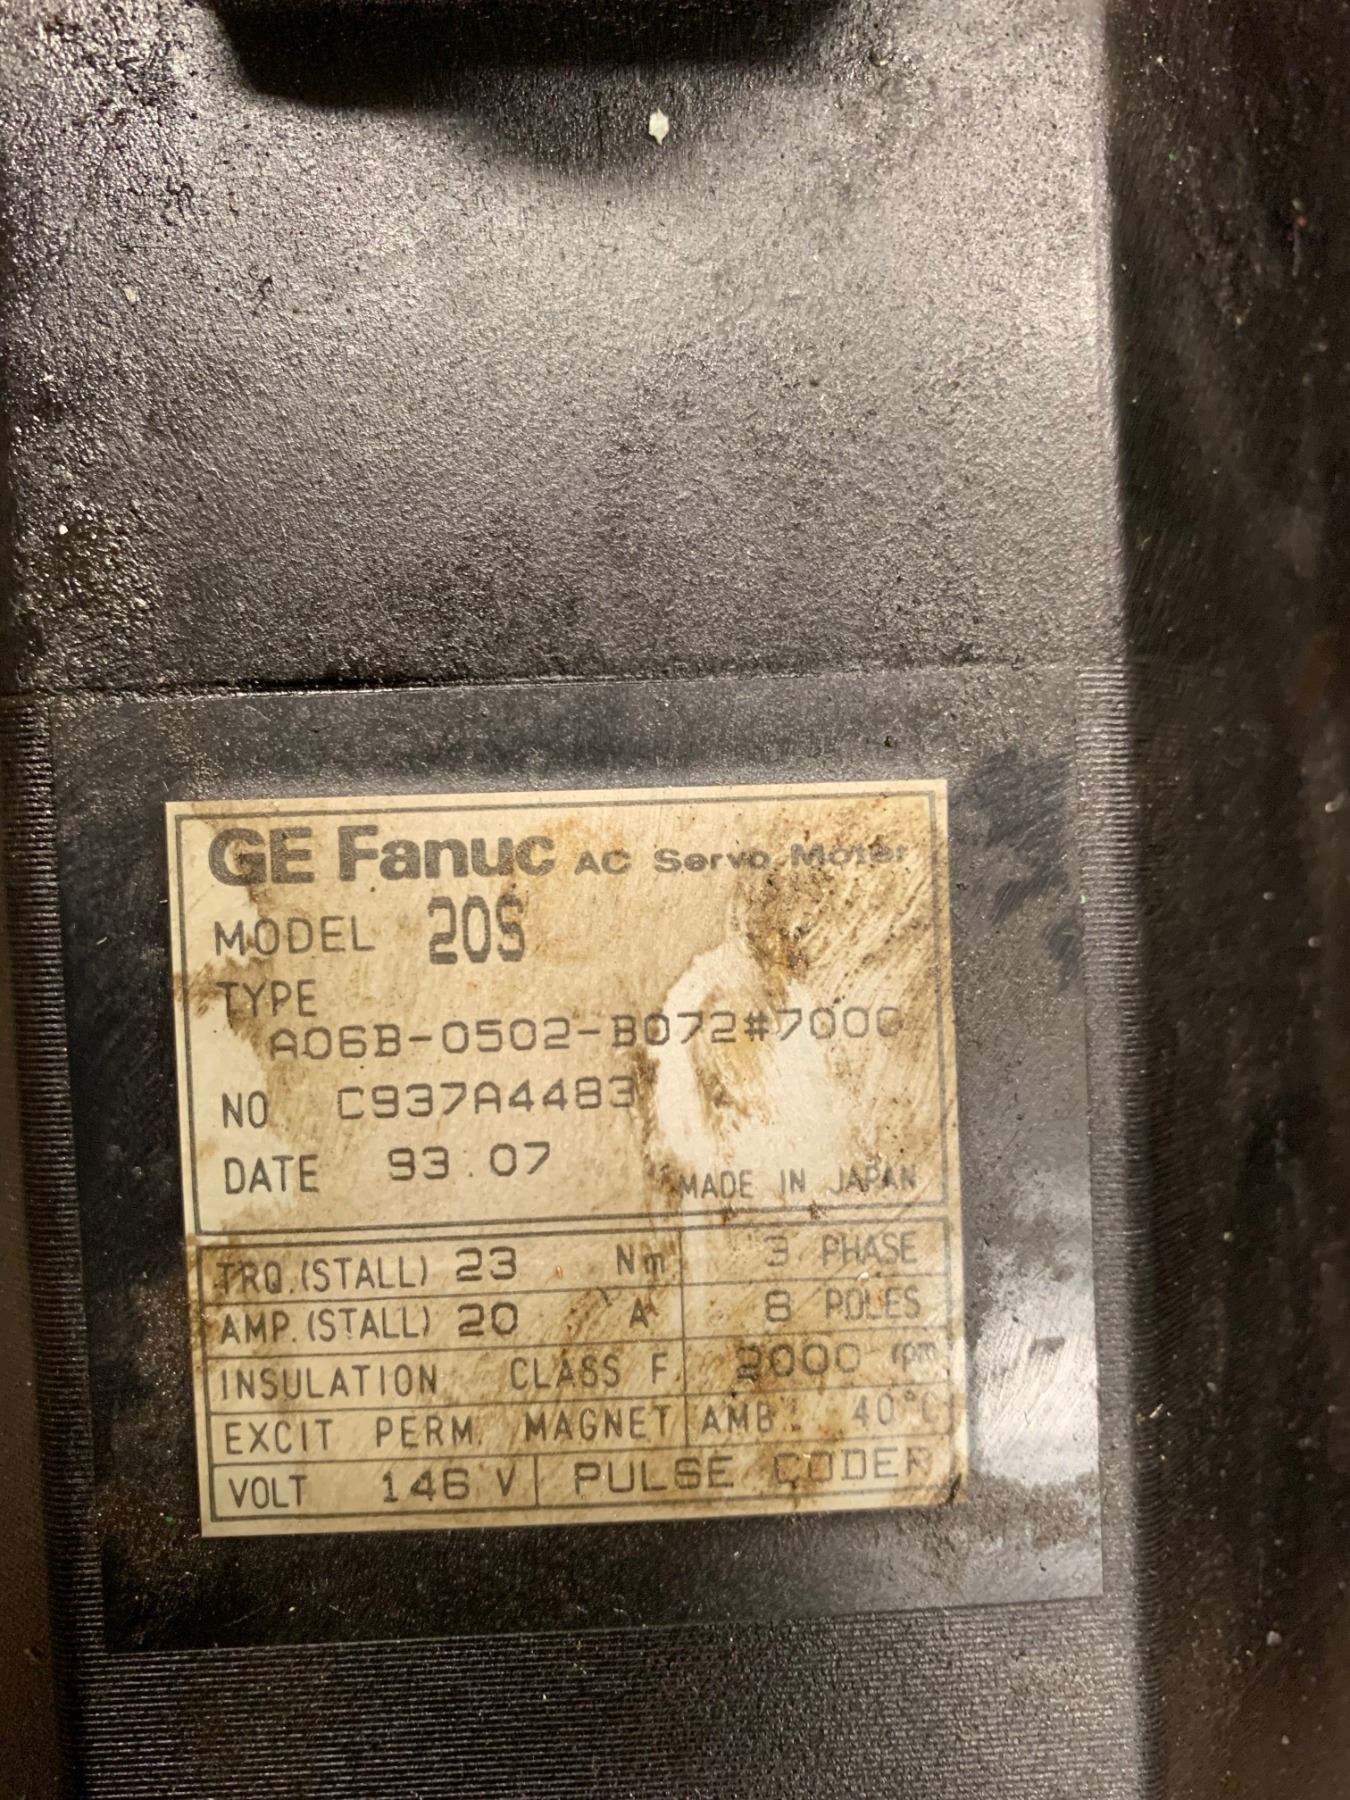 GE Fanuc AC Servo Motor
MODEL 20S
TYPE
A06B-0502-B072#7000
NO C937A4483
DATE 93.07
MADE IN JAPAN
TRQ.(STALL) 23 Nm 3 PHASE
AMP.(STALL) 20 A 8 POLES
INSULATION CLASS F 2000 rpm
EXCIT PERM. MAGNET AMB. 40°C
VOLT 146 V PULSE CODER